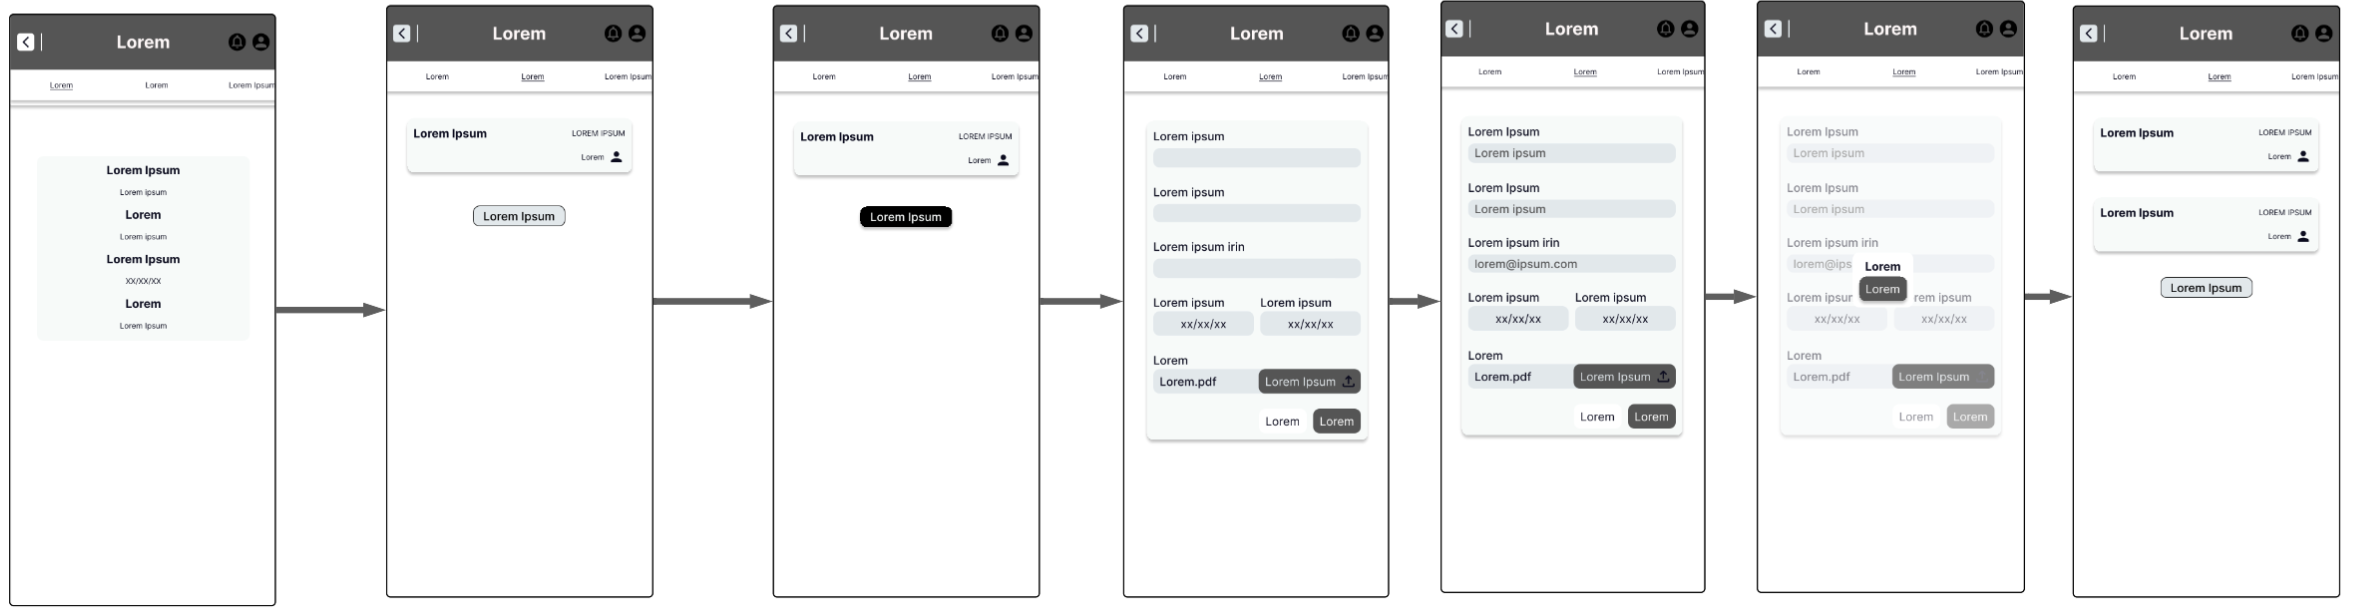 Lorem
Lorem Lorem Lorem Ipsum
Lorem Ipsum
Lorem ipsum
Lorem
Lorem ipsum
Lorem Ipsum
XX/XX/XX
Lorem
Lorem Ipsum
Lorem
Lorem Lorem Lorem Ipsum
Lorem Ipsum LOREM IPSUM
Lorem
Lorem Ipsum
Lorem
Lorem Lorem Lorem Ipsum
Lorem Ipsum LOREM IPSUM
Lorem
Lorem Ipsum
Lorem
Lorem Lorem Lorem Ipsum
Lorem ipsum
Lorem ipsum
Lorem ipsum irin
Lorem ipsum Lorem ipsum
xx/xx/xx xx/xx/xx
Lorem
Lorem.pdf Lorem Ipsum
Lorem Lorem
Lorem
Lorem Lorem Lorem Ipsum
Lorem Ipsum
Lorem ipsum
Lorem Ipsum
Lorem ipsum
Lorem ipsum irin
lorem@ipsum.com
Lorem ipsum Lorem ipsum
xx/xx/xx xx/xx/xx
Lorem
Lorem.pdf Lorem Ipsum
Lorem Lorem
Lorem
Lorem Lorem Lorem Ipsum
Lorem Ipsum
Lorem ipsum
Lorem Ipsum
Lorem ipsum
Lorem ipsum irin
lorem@ips
Lorem
Lorem
Lorem ipsur rem ipsum
xx/xx/xx xx/xx/xx
Lorem
Lorem.pdf Lorem Ipsum
Lorem Lorem
Lorem
Lorem Lorem Lorem Ipsum
Lorem Ipsum LOREM IPSUM
Lorem
Lorem Ipsum LOREM IPSUM
Lorem
Lorem Ipsum